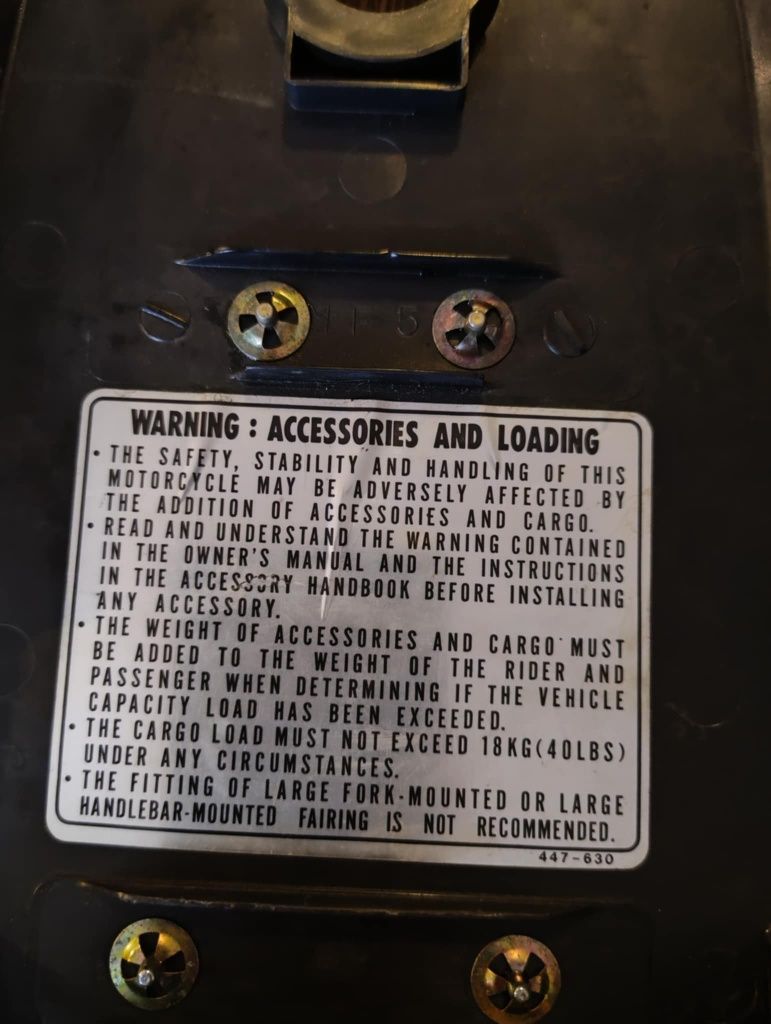 WARNING : ACCESSORIES AND LOADING
• THE SAFETY, STABILITY AND HANDLING OF THIS
MOTORCYCLE MAY BE ADVERSELY AFFECTED BY
THE ADDITION OF ACCESSORIES AND CARGO.
• READ AND UNDERSTAND THE WARNING CONTAINED
IN THE OWNER'S MANUAL AND THE INSTRUCTIONS
IN THE ACCESSORY HANDBOOK BEFORE INSTALLING
ANY ACCESSORY.
• THE WEIGHT OF ACCESSORIES AND CARGO MUST
BE ADDED TO THE WEIGHT OF THE RIDER AND
PASSENGER WHEN DETERMINING IF THE VEHICLE
CAPACITY LOAD HAS BEEN EXCEEDED.
• THE CARGO LOAD MUST NOT EXCEED 18KG(40LBS)
UNDER ANY CIRCUMSTANCES.
• THE FITTING OF LARGE FORK-MOUNTED OR LARGE
HANDLEBAR-MOUNTED FAIRING IS NOT RECOMMENDED.
447-630